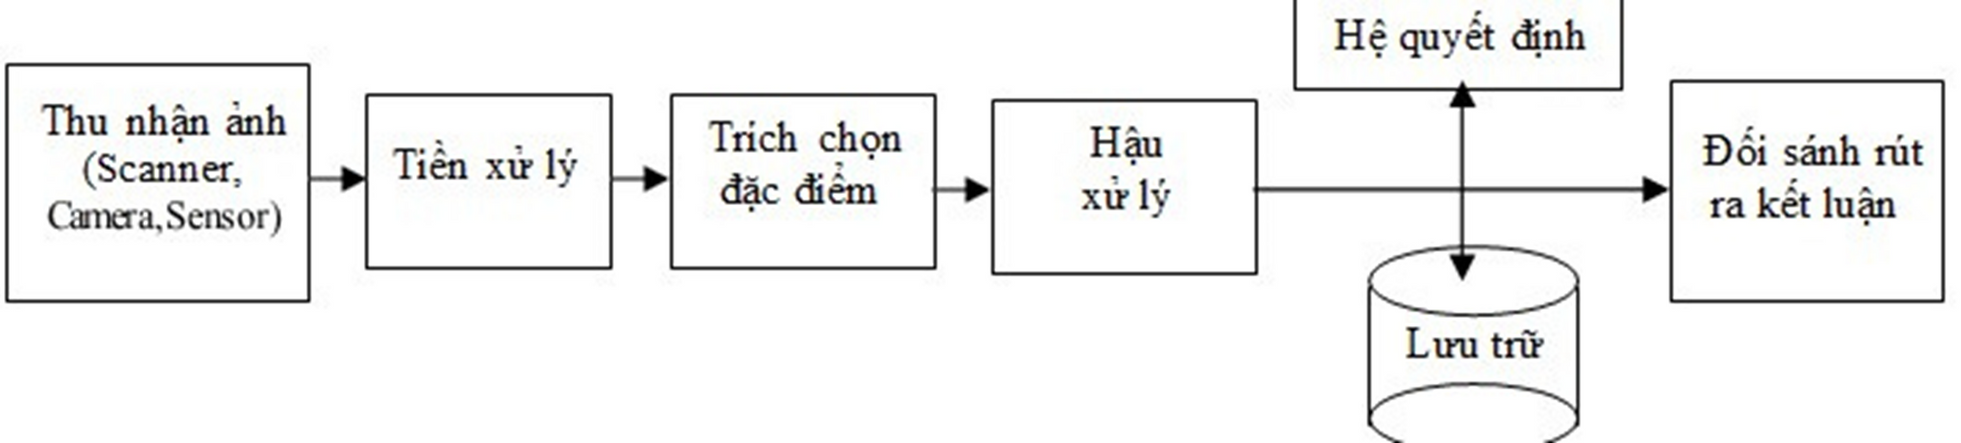 Thu nhận ảnh
(Scanner,
Camera,Sensor)
Tiền xử lý
Trích chọn
đặc điểm
Hậu
xử lý
Hệ quyết định
Lưu trữ
Đối sánh rút
ra kết luận